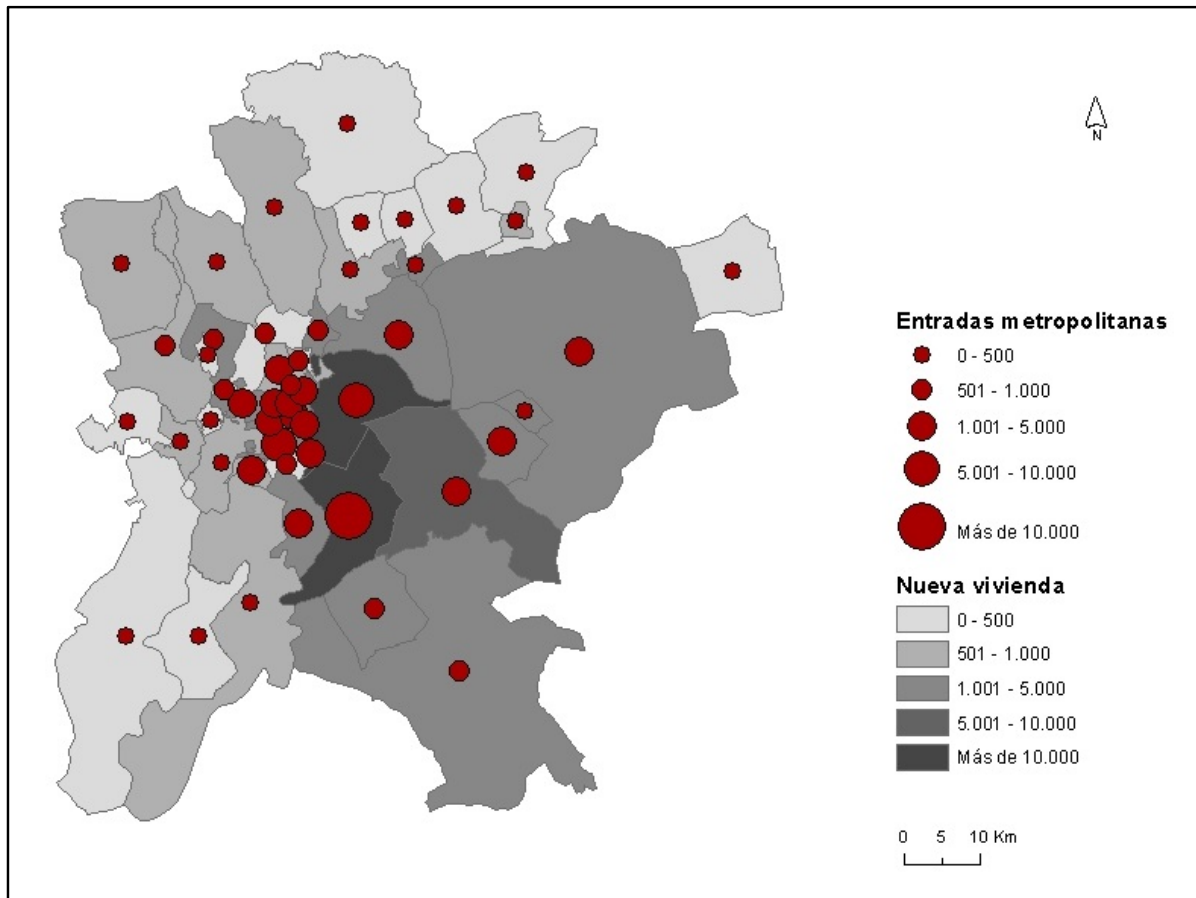 N
Entradas metropolitanas
0 - 500
501 - 1.000
1.001 - 5.000
5.001 - 10.000
Más de 10.000
Nueva vivienda
0 - 500
501 - 1.000
1.001 - 5.000
5.001 - 10.000
Más de 10.000
0 5 10 Km